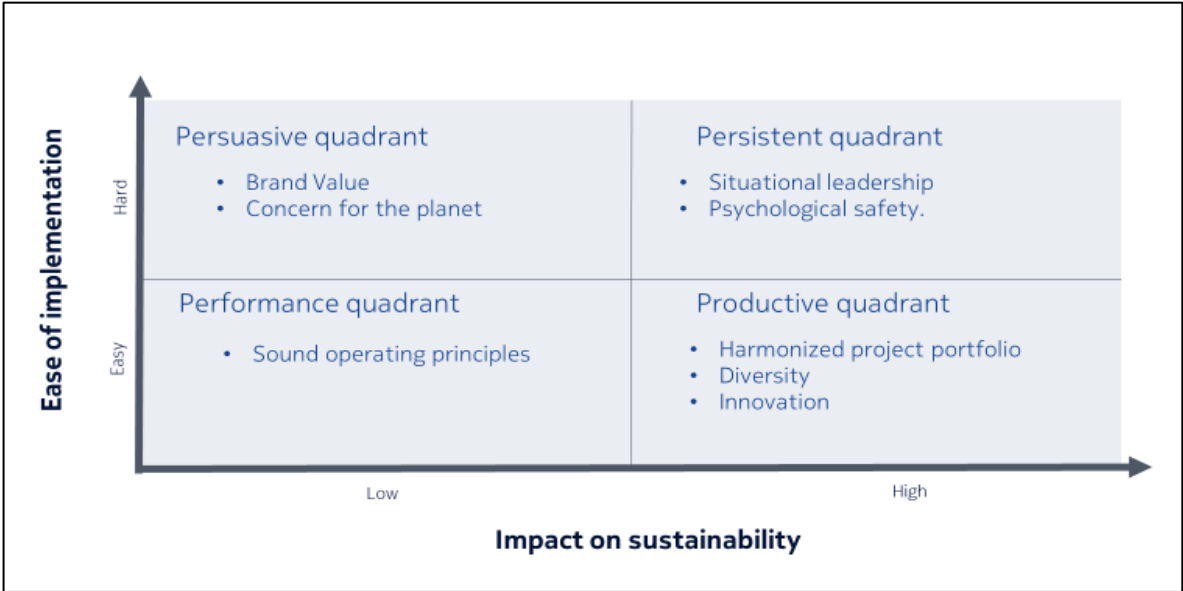 Persuasive quadrant
• Brand Value
• Concern for the planet
Persistent quadrant
• Situational leadership
• Psychological safety.
Performance quadrant
• Sound operating principles
Productive quadrant
• Harmonized project portfolio
• Diversity
• Innovation
Ease of implementation
Hard
Easy
Low
High
Impact on sustainability